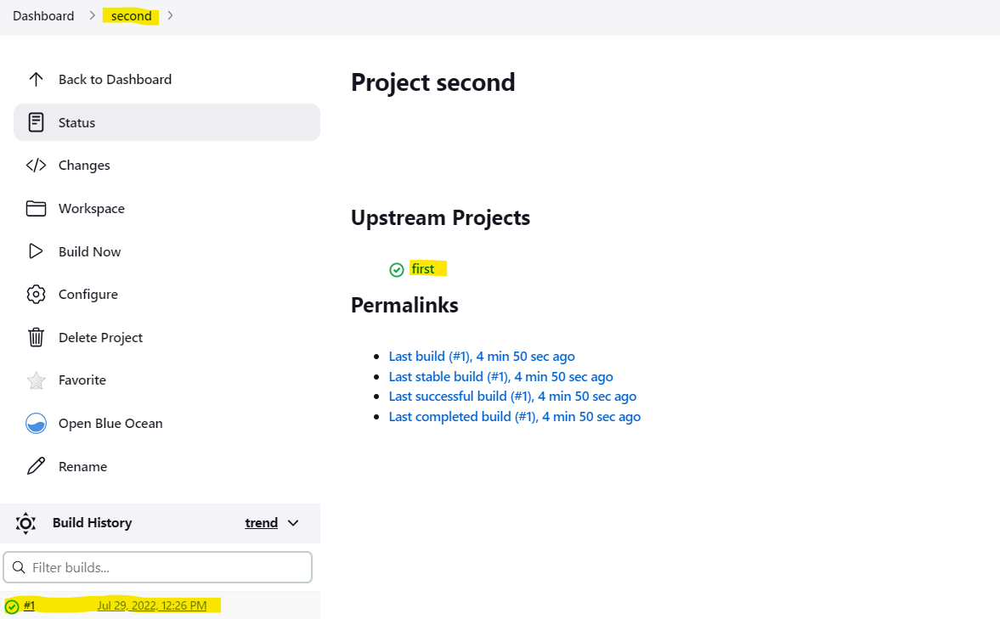 Dashboard > second >
Back to Dashboard
Status
Changes
Workspace
Build Now
Configure
Delete Project
Favorite
Open Blue Ocean
Rename
Build History trend
Filter builds...
#1 Jul 29, 2022, 12:26 PM
Project second
Upstream Projects
first
Permalinks
Last build (#1), 4 min 50 sec ago
Last stable build (#1), 4 min 50 sec ago
Last successful build (#1), 4 min 50 sec ago
Last completed build (#1), 4 min 50 sec ago